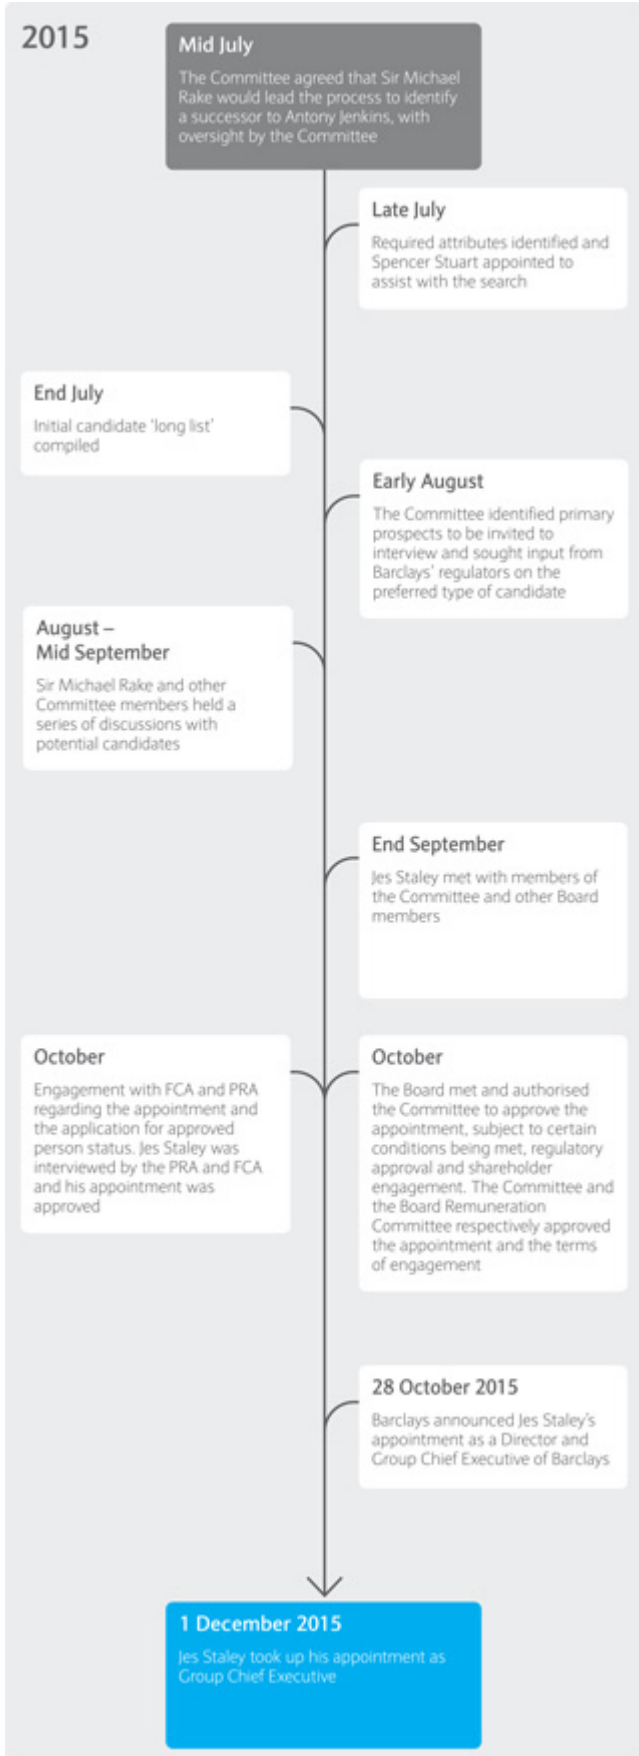 2015
Mid July
The Committee agreed that Sir Michael
Rake would lead the process to identify
a successor to Antony Jenkins, with
oversight by the Committee
Late July
Required attributes identified and
Spencer Stuart appointed to
assist with the search
End July
Initial candidate ‘long list’
compiled
Early August
The Committee identified primary
prospects to be invited to
interview and sought input from
Barclays’ regulators on the
preferred type of candidate
August –
Mid September
Sir Michael Rake and other
Committee members held a
series of discussions with
potential candidates
End September
Jes Staley met with members of
the Committee and other Board
members
October
Engagement with FCA and PRA
regarding the appointment and
the application for approved
person status. Jes Staley was
interviewed by the PRA and FCA
and his appointment was
approved
October
The Board met and authorised
the Committee to approve the
appointment, subject to certain
conditions being met, regulatory
approval and shareholder
engagement. The Committee and
the Board Remuneration
Committee respectively approved
the appointment and the terms
of engagement
28 October 2015
Barclays announced Jes Staley’s
appointment as a Director and
Group Chief Executive of Barclays
1 December 2015
Jes Staley took up his appointment as
Group Chief Executive